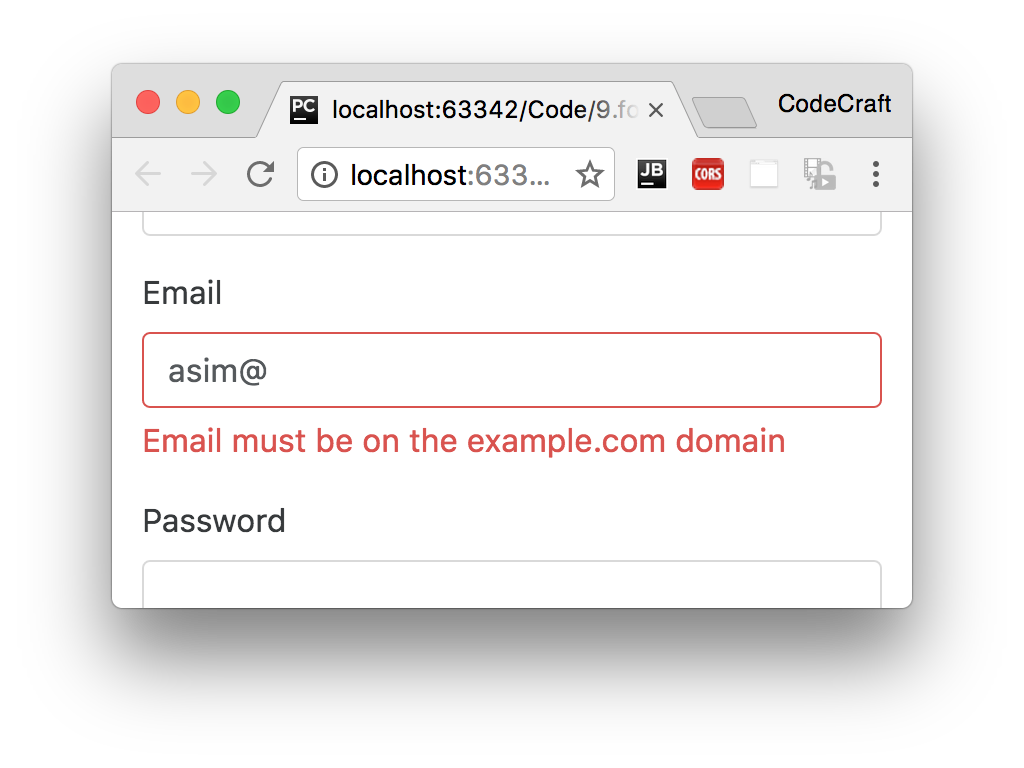 PC localhost:63342/Code/9.fo CodeCraft
localhost:633... JB CORS
Email
asim@
Email must be on the example.com domain
Password